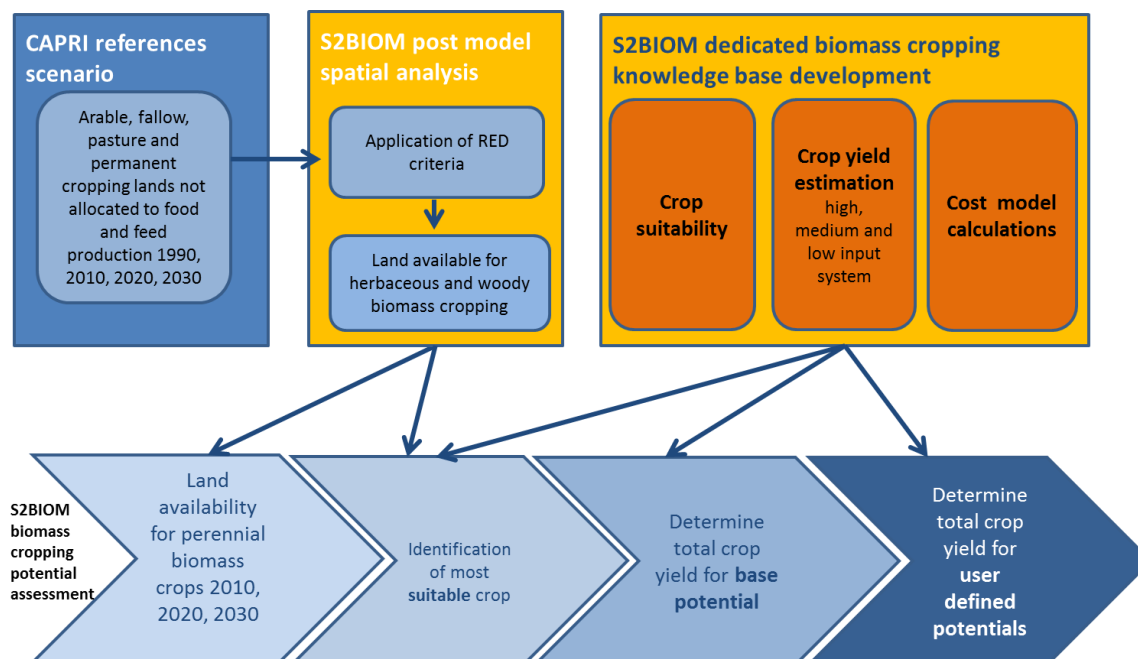 CAPRI references
scenario
Arable, fallow,
pasture and
permanent
cropping lands not
allocated to food
and feed
production 1990,
2010, 2020, 2030
S2BIOM post model
spatial analysis
Application of RED
criteria
Land available for
herbaceous and woody
biomass cropping
S2BIOM dedicated biomass cropping
knowledge base development
Crop
suitability
Crop yield
estimation
high,
medium and
low input
system
Cost model
calculations
S2BIOM
biomass
cropping
potential
assessment
Land
availability
for perennial
biomass
crops 2010,
2020, 2030
Identification
of most
suitable crop
Determine
total crop
yield for base
potential
Determine
total crop
yield for
user
defined
potentials